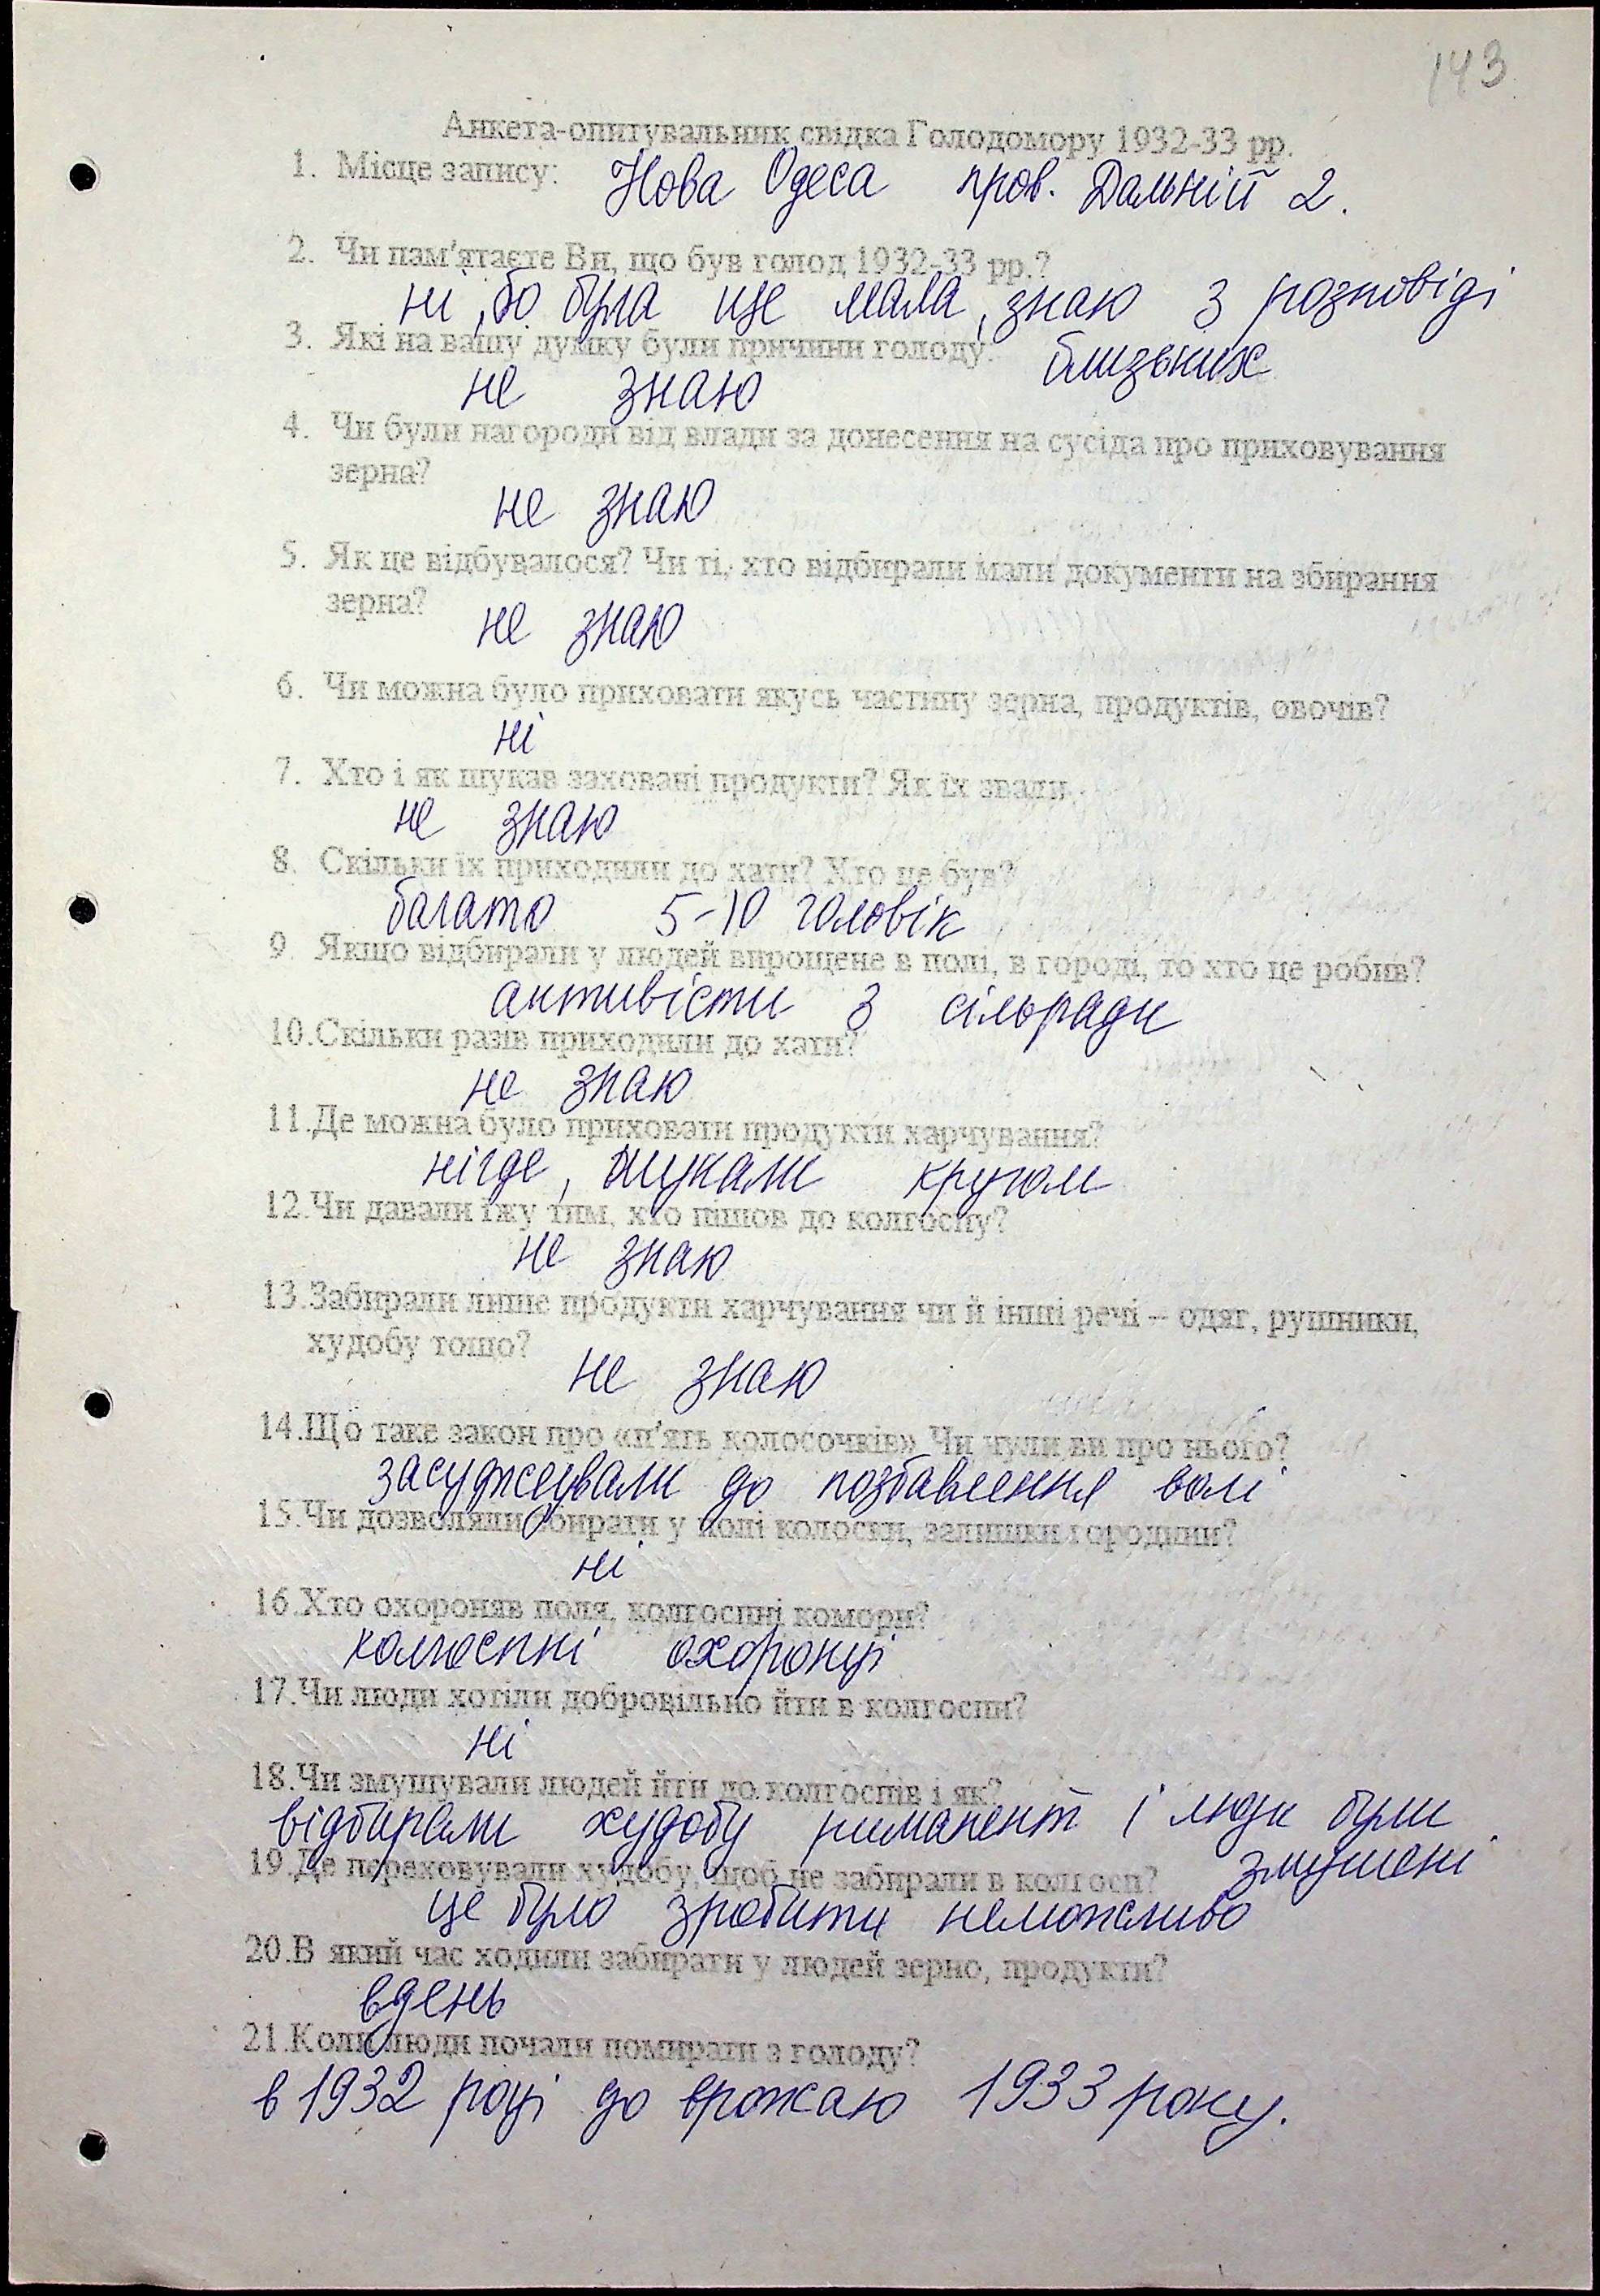 143
Анкета-опитувальник свідка Голодомору 1932-33 рр.
1. Місце запису: Нова Одеса пров. Дальній 2.
2. Чи пам'ятаєте Ви, що був голод 1932-33 рр.?
ні, бо була ще мала, знаю з розповіді
близьких
3. Які на вашу думку були причини голоду:
не знаю
4. Чи були нагороди від влади за донесення на сусіда про приховування
зерна?
не знаю
5. Як це відбувалося? Чи ті, хто відбирали мали документи на збирання
зерна?
не знаю
6. Чи можна було приховати якусь частину зерна, продуктів, овочів?
ні
7. Хто і як шукав заховані продукти? Як їх звали
не знаю
8. Скільки їх приходили до хати? Хто це був?
багато 5-10 головік
9. Якщо відбирали у людей вирощене в полі, в городі, то хто це робив?
активісти з сільради
10.Скільки разів приходили до хати?
не знаю
11.Де можна було приховати продукти харчування?
нігде, шукали кругом
12.Чи давали їжу тим, хто пішов до колгоспу?
не знаю
13.Забирали лише продукти харчування чи й інші речі – одяг, рушники,
худобу тощо?
не знаю
14.Що таке закон про «п'ять колосочків» Чи чули ви про нього?
засуджували до позбавлення волі
15.Чи дозволяли збирати у полі колоски, залишки городини?
ні
16.Хто охороняв поля, колгоспні комори?
колгоспні охоронці
17.Чи люди хотіли добровільно йти в колгоспи?
ні
18.Чи змушували людей йти до колгоспів і як?
відбирали худобу риманент і люди були
змушені
19.Де переховували худобу, щоб не забирали в колгосп?
це було зробити неможливо
20.В який час ходили забирати у людей зерно, продукти?
вдень
21.Коли люди почали помирати з голоду?
в 1932 році до врожаю 1933 року.